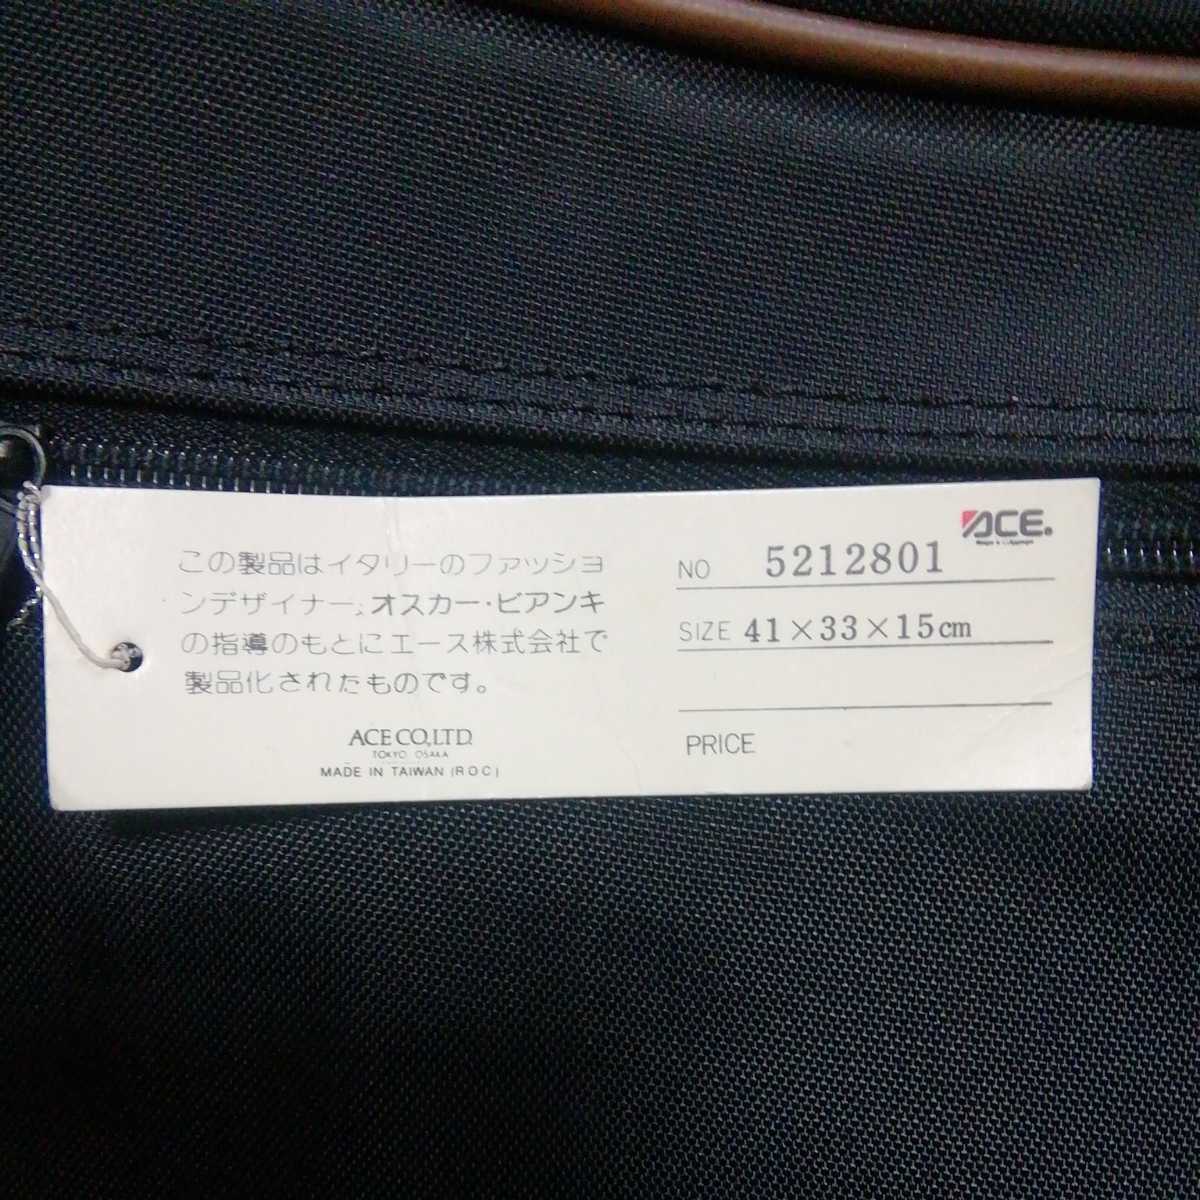 この製品はイタリーのファッショ
ンデザイナー、オスカー・ビアンキ
の指導のもとにエース株式会社で
製品化されたものです。
ACE CO.,LTD.
TOKYO OSAKA
MADE IN TAIWAN (ROC)
ACE.
NO 5212801
SIZE 41×33×15cm
PRICE